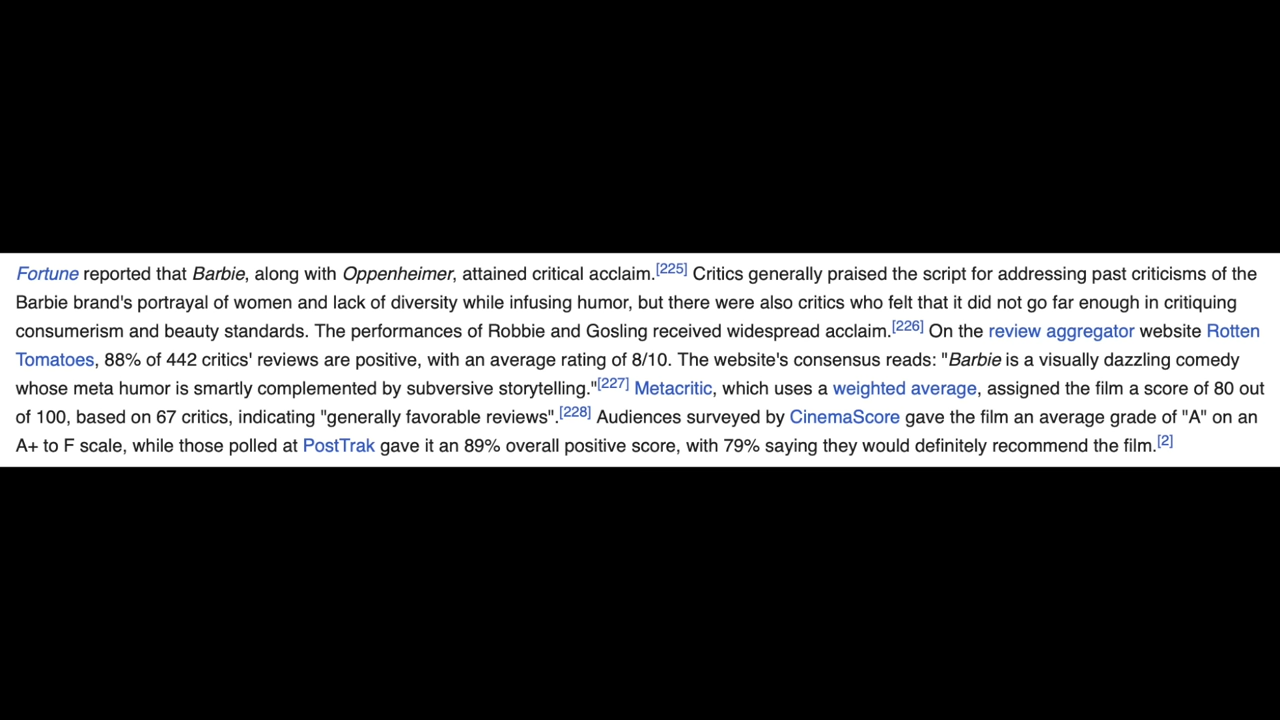 Fortune reported that Barbie, along with Oppenheimer, attained critical acclaim.[225] Critics generally praised the script for addressing past criticisms of the
Barbie brand's portrayal of women and lack of diversity while infusing humor, but there were also critics who felt that it did not go far enough in critiquing
consumerism and beauty standards. The performances of Robbie and Gosling received widespread acclaim.[226] On the review aggregator website Rotten
Tomatoes, 88% of 442 critics' reviews are positive, with an average rating of 8/10. The website's consensus reads: "Barbie is a visually dazzling comedy
whose meta humor is smartly complemented by subversive storytelling."[227] Metacritic, which uses a weighted average, assigned the film a score of 80 out
of 100, based on 67 critics, indicating "generally favorable reviews".[228] Audiences surveyed by CinemaScore gave the film an average grade of "A" on an
A+ to F scale, while those polled at PostTrak gave it an 89% overall positive score, with 79% saying they would definitely recommend the film.[2]